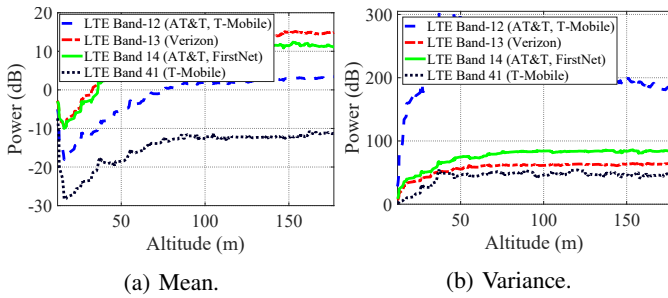 20
10
0
-10
-20
-30
Power (dB)
LTE Band-12 (AT&T, T-Mobile)
LTE Band-13 (Verizon)
LTE Band 14 (AT&T, FirstNet)
LTE Band 41 (T-Mobile)
50
100
150
Altitude (m)
(a) Mean.
300
200
100
0
Power (dB)
LTE Band-12 (AT&T, T-Mobile)
LTE Band-13 (Verizon)
LTE Band 14 (AT&T, FirstNet)
LTE Band 41 (T-Mobile)
50
100
150
Altitude (m)
(b) Variance.